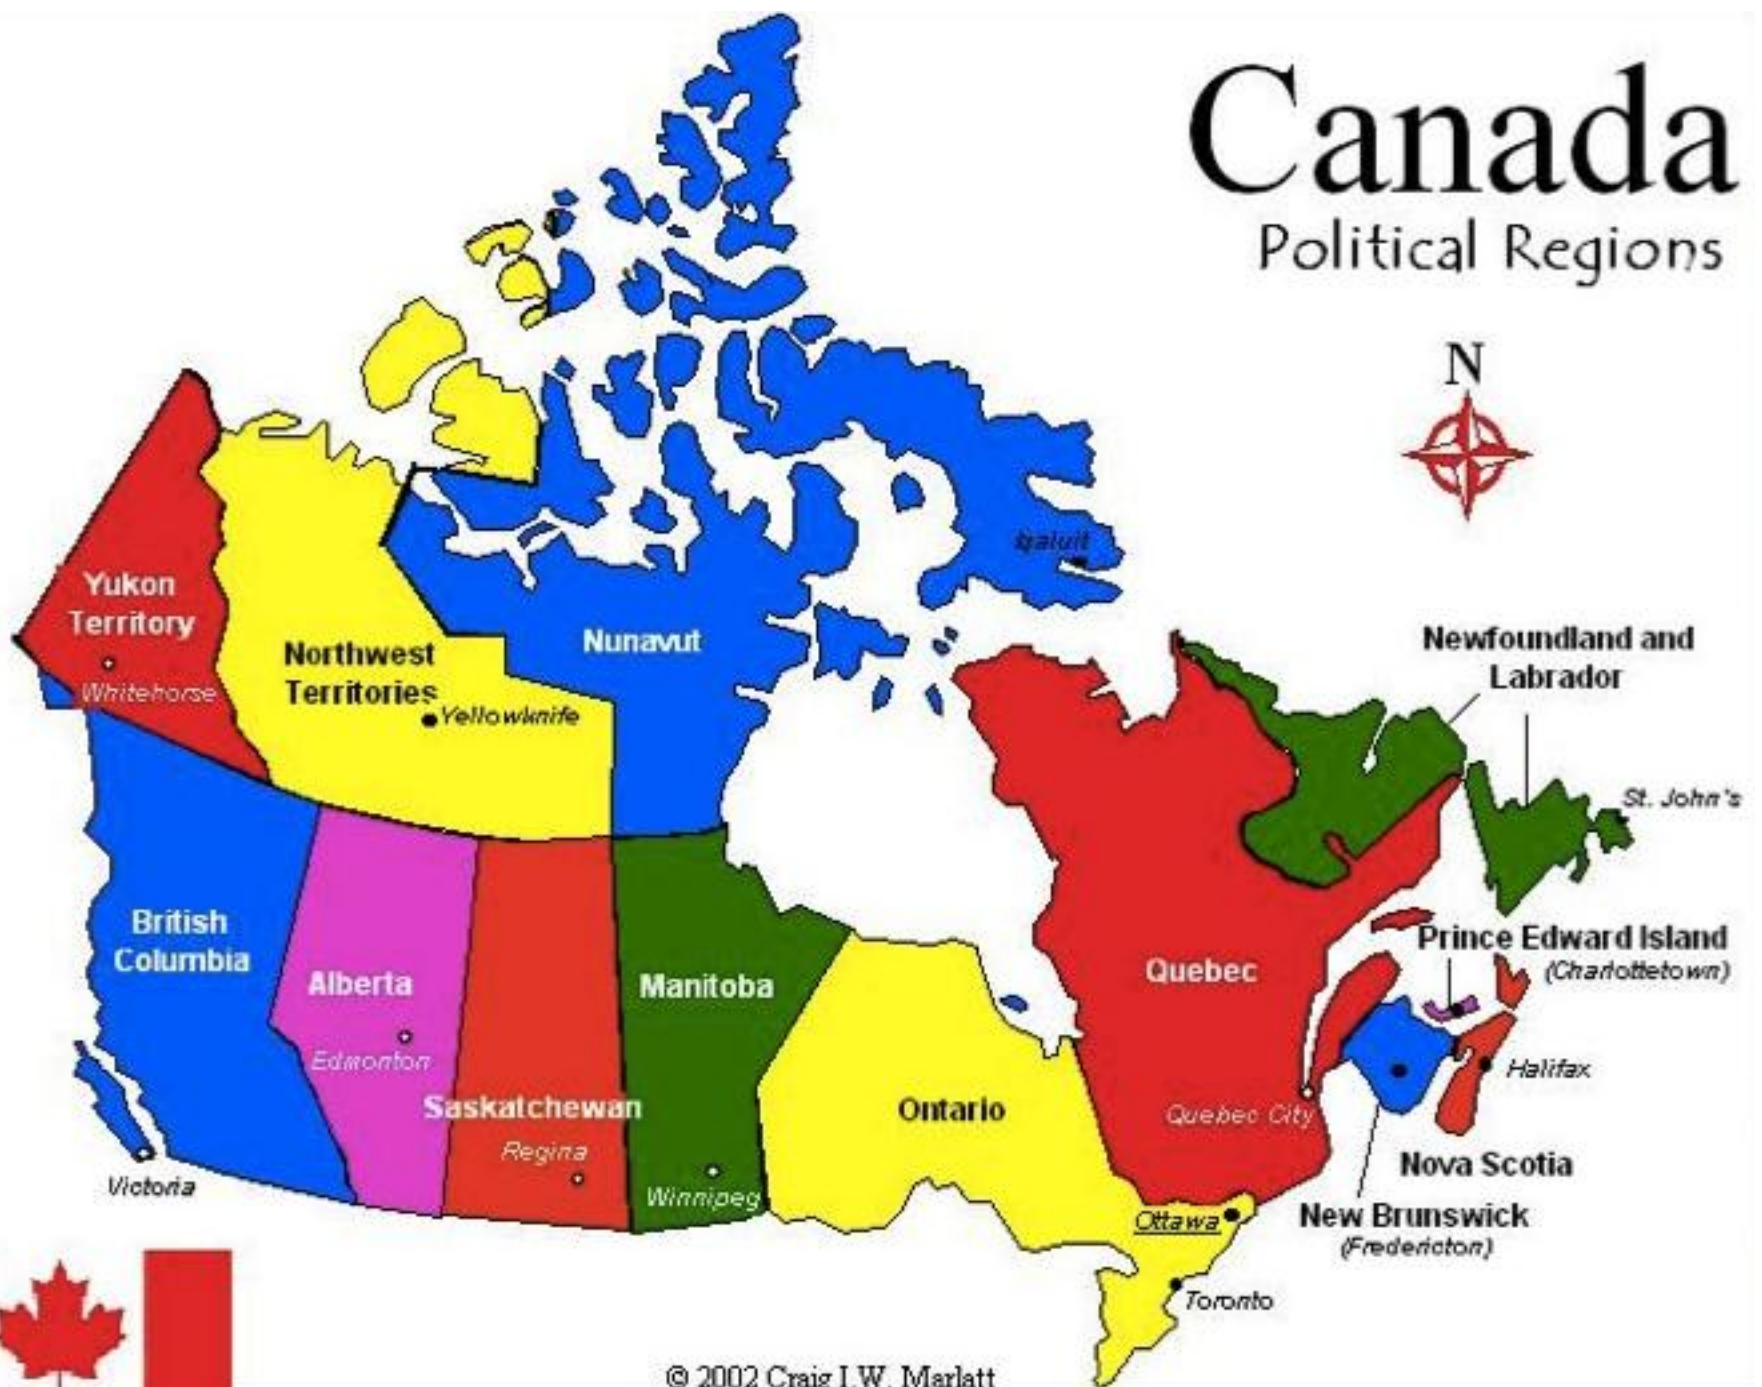 Canada
Political Regions
N
Iqaluit
Yukon
Territory
Whitehorse
Northwest
Territories
Yellowknife
Nunavut
Newfoundland and
Labrador
St. John's
British
Columbia
Victoria
Alberta
Edmonton
Saskatchewan
Regina
Manitoba
Winnipeg
Ontario
Ottawa
Toronto
Quebec
Quebec City
Prince Edward Island
(Charlottetown)
Halifax
Nova Scotia
New Brunswick
(Fredericton)
© 2002 Craig I.W. Marlatt